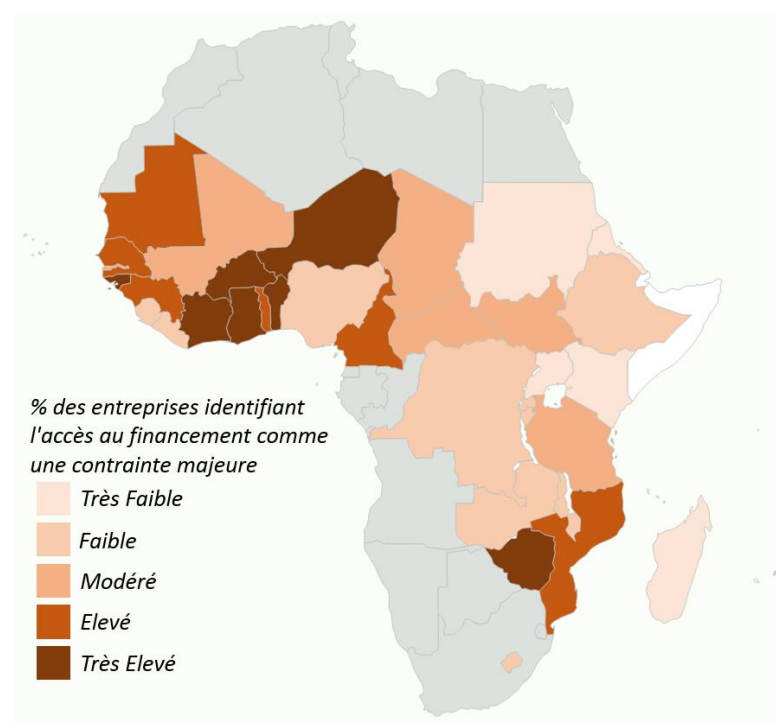 % des entreprises identifiant
l'accès au financement comme
une contrainte majeure
Très Faible
Faible
Modéré
Elevé
Très Elevé